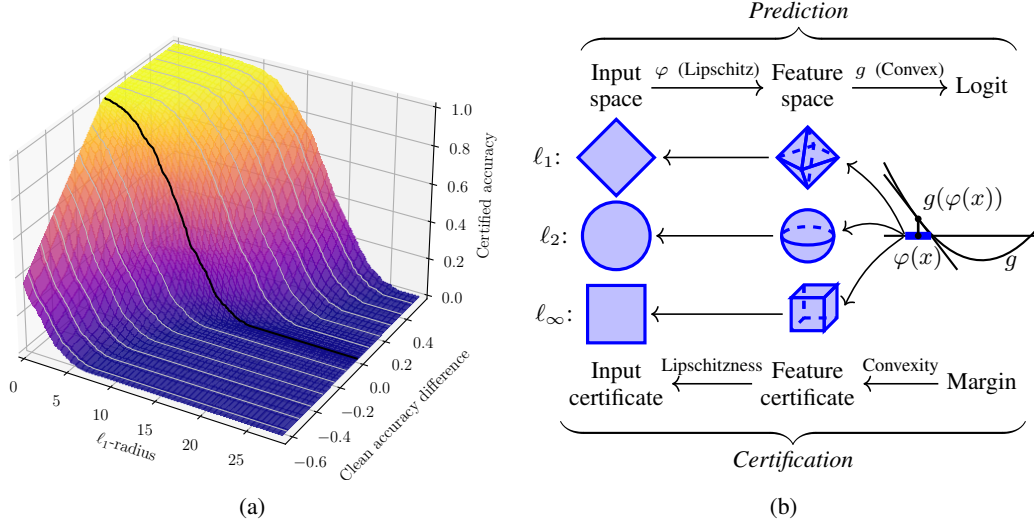 1.0
0.8
0.6
0.4
0.2
0.0
Certified accuracy
0.4
0.2
0.0
−0.2
−0.4
−0.6
Clean accuracy difference
0
5
10
15
20
25
ℓ₁-radius
(a)
Prediction
Input space
φ (Lipschitz)
Feature space
g (Convex)
Logit
ℓ₁:
ℓ₂:
ℓ∞:
g(φ(x))
φ(x)
g
Input certificate
Lipschitzness
Feature certificate
Convexity
Margin
Certification
(b)